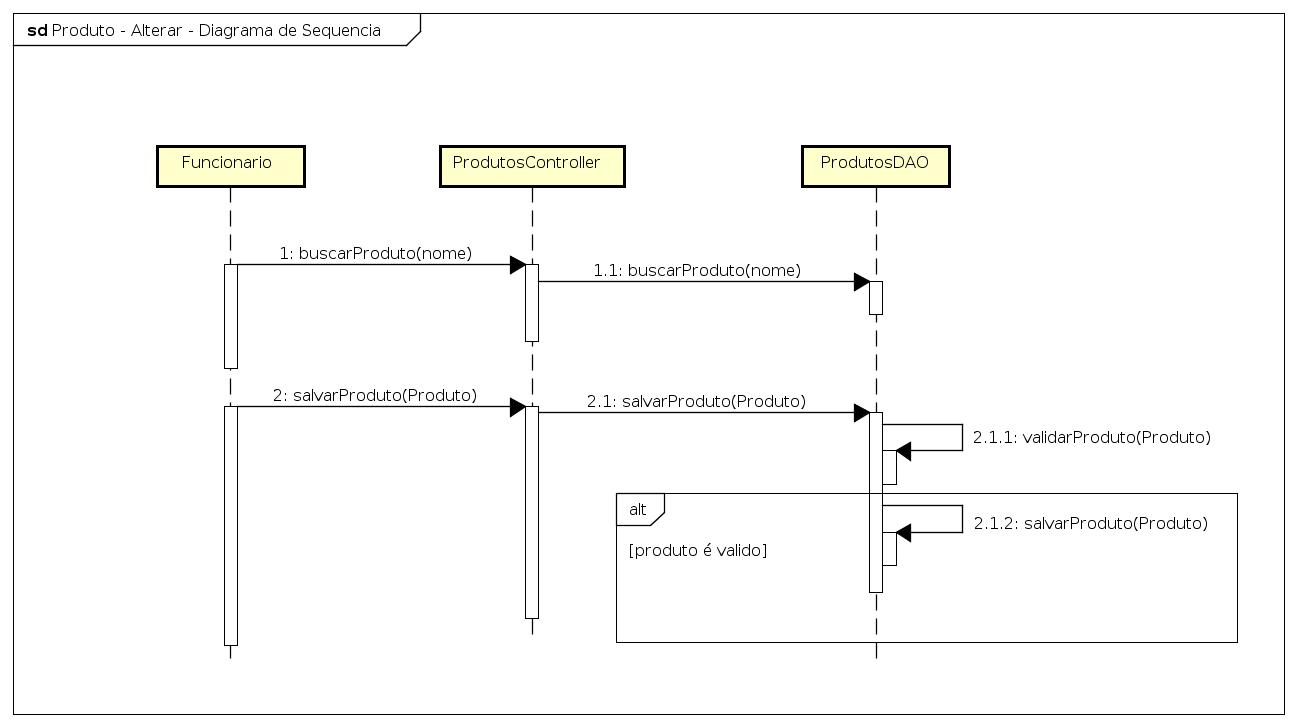 sd Produto - Alterar - Diagrama de Sequencia
Funcionario
ProdutosController
ProdutosDAO
1: buscarProduto(nome)
1.1: buscarProduto(nome)
2: salvarProduto(Produto)
2.1: salvarProduto(Produto)
2.1.1: validarProduto(Produto)
alt
2.1.2: salvarProduto(Produto)
[produto é valido]